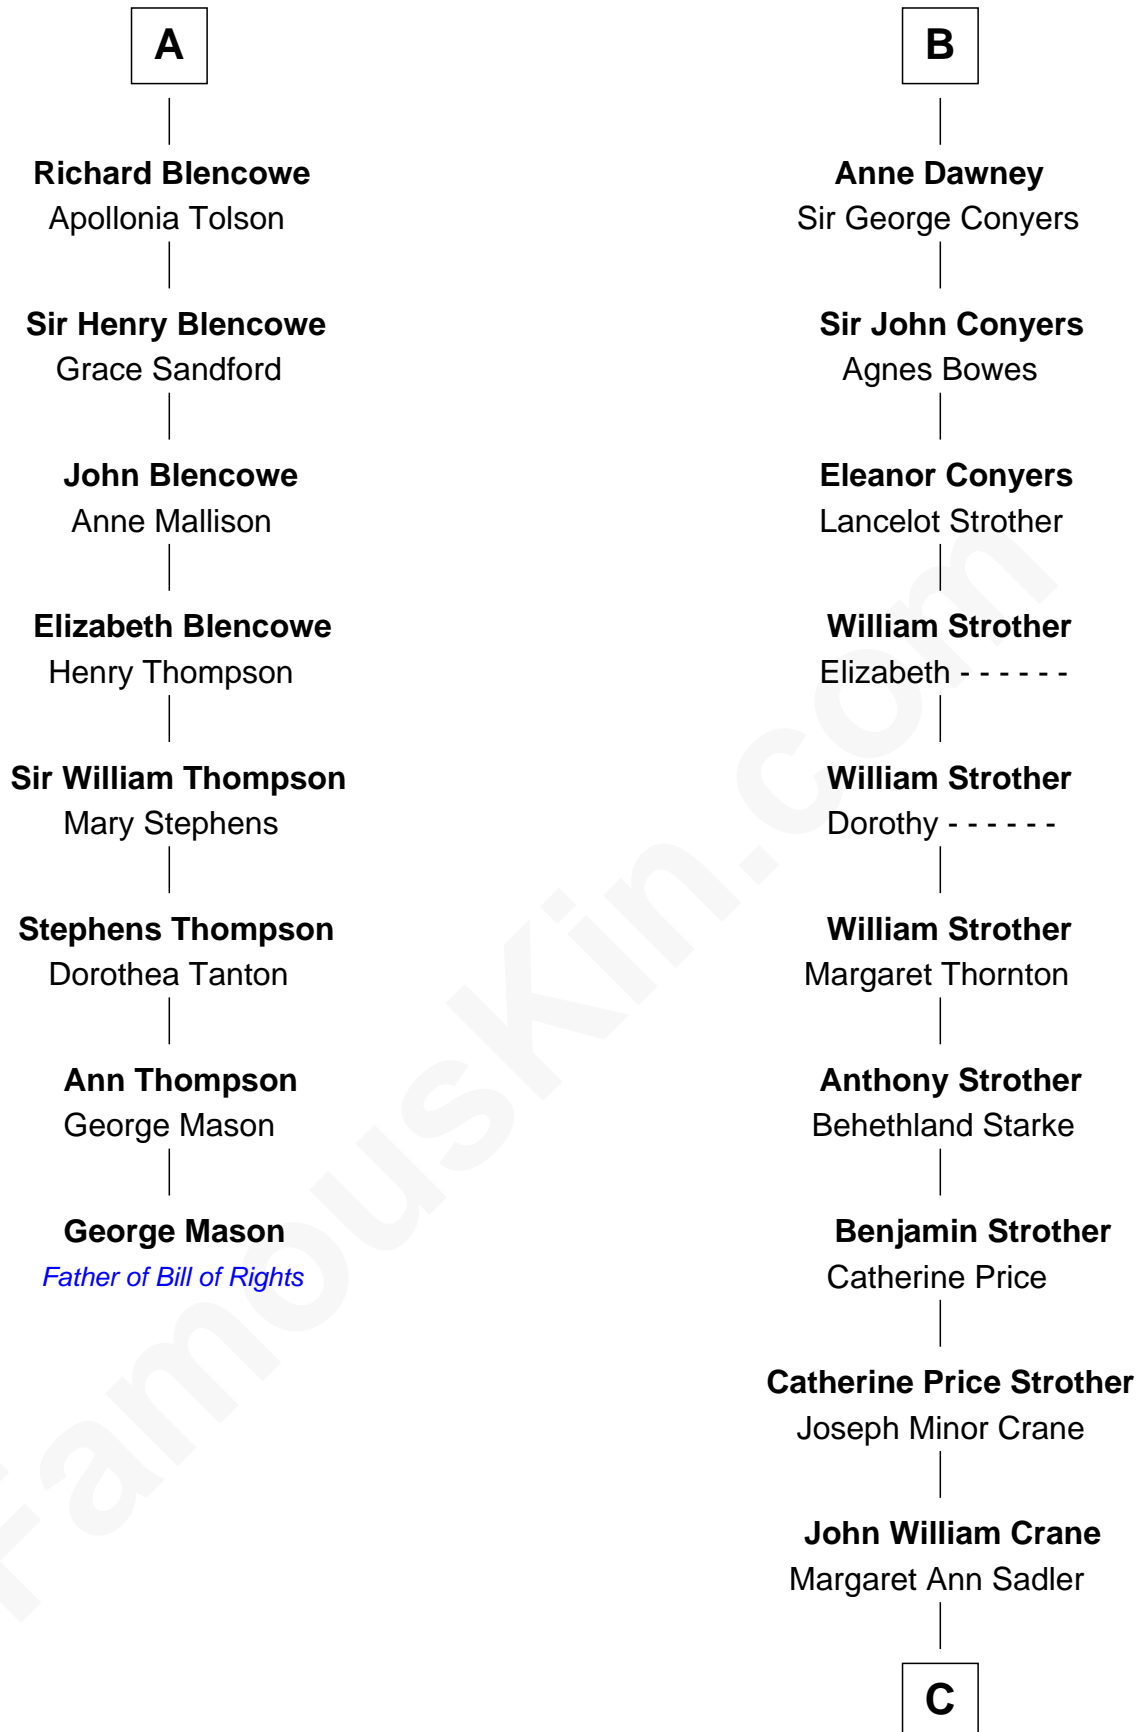 A
Richard Blencowe
Apollonia Tolson
Sir Henry Blencowe
Grace Sandford
John Blencowe
Anne Mallison
Elizabeth Blencowe
Henry Thompson
Sir William Thompson
Mary Stephens
Stephens Thompson
Dorothea Tanton
Ann Thompson
George Mason
George Mason
Father of Bill of Rights
B
Anne Dawney
Sir George Conyers
Sir John Conyers
Agnes Bowes
Eleanor Conyers
Lancelot Strother
William Strother
Elizabeth - - - - - -
William Strother
Dorothy - - - - - -
William Strother
Margaret Thornton
Anthony Strother
Behethland Starke
Benjamin Strother
Catherine Price
Catherine Price Strother
Joseph Minor Crane
John William Crane
Margaret Ann Sadler
C
FamousKin.com